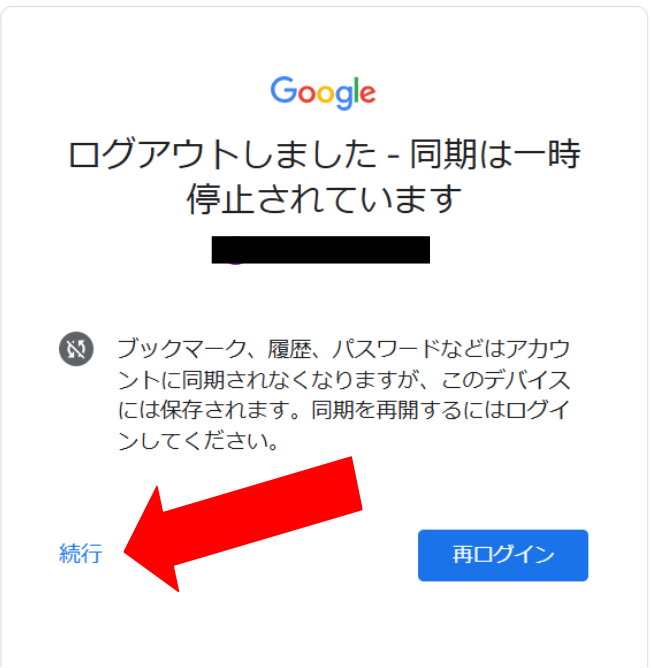 Google
ログアウトしました - 同期は一時
停止されています
ブックマーク、履歴、パスワードなどはアカウ
ントに同期されなくなりますが、このデバイス
には保存されます。同期を再開するにはログイ
ンしてください。
続行
再ログイン